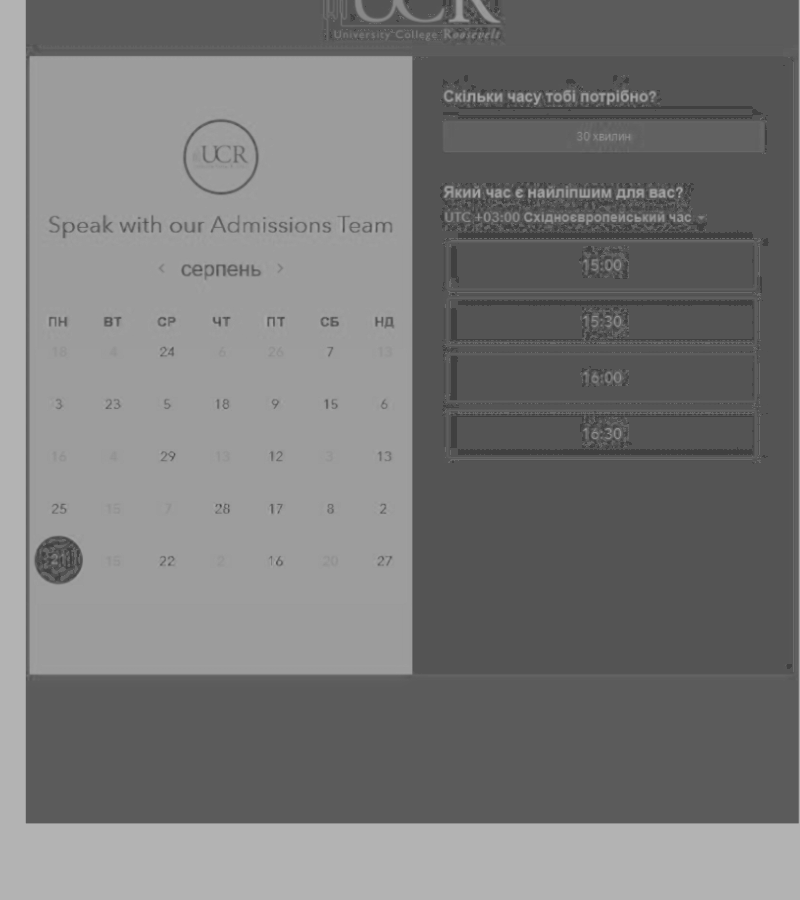 UCR
University College Roosevelt
UCR
Speak with our Admissions Team
< серпень >
ПН ВТ СР ЧТ ПТ СБ НД
18 4 24 6 26 7 13
3 23 5 18 9 15 6
16 4 29 13 12 3 13
25 15 7 28 17 8 2
15 22 2 16 20 27
Скільки часу тобі потрібно?
30 хвилин
Який час є найліпшим для вас?
UTC +03:00 Східноєвропейський час
15:00
15:30
16:00
16:30